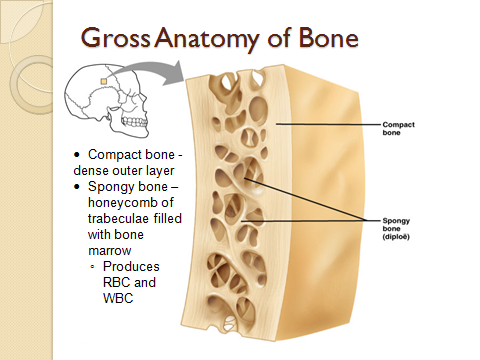 Gross Anatomy of Bone
• Compact bone -
dense outer layer
• Spongy bone –
honeycomb of
trabeculae filled
with bone
marrow
◦ Produces
RBC and
WBC
Compact
bone
Spongy
bone
(diploë)